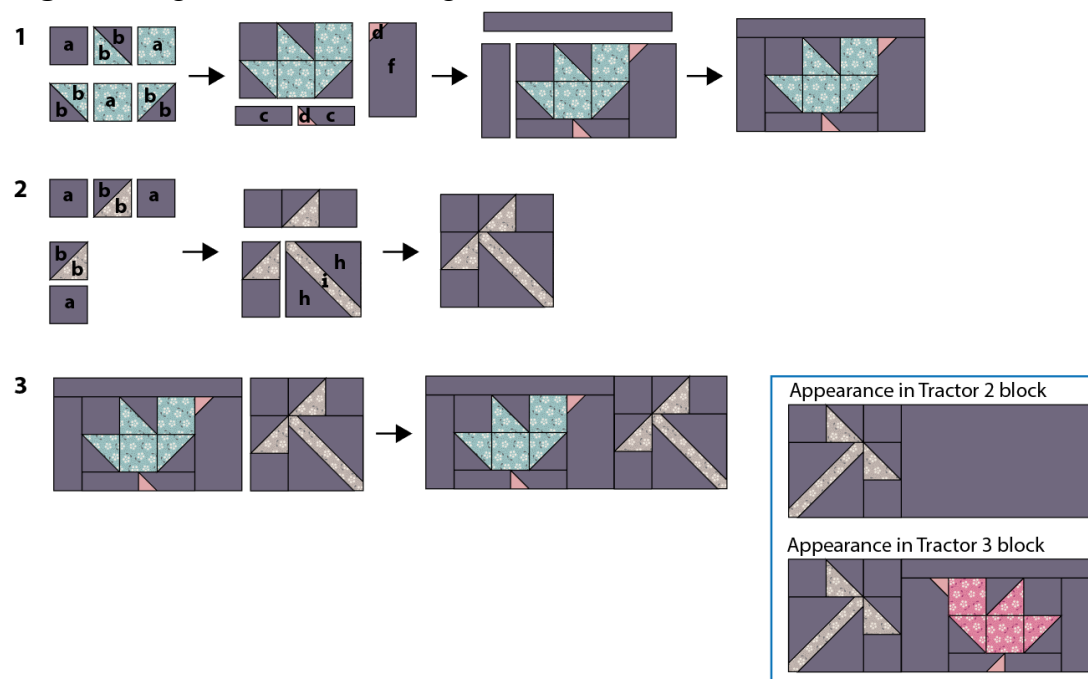 1
a b b a
b b a b b
c d c
d
f
2
a b b a
b b
a
h
i
h
3
Appearance in Tractor 2 block
Appearance in Tractor 3 block